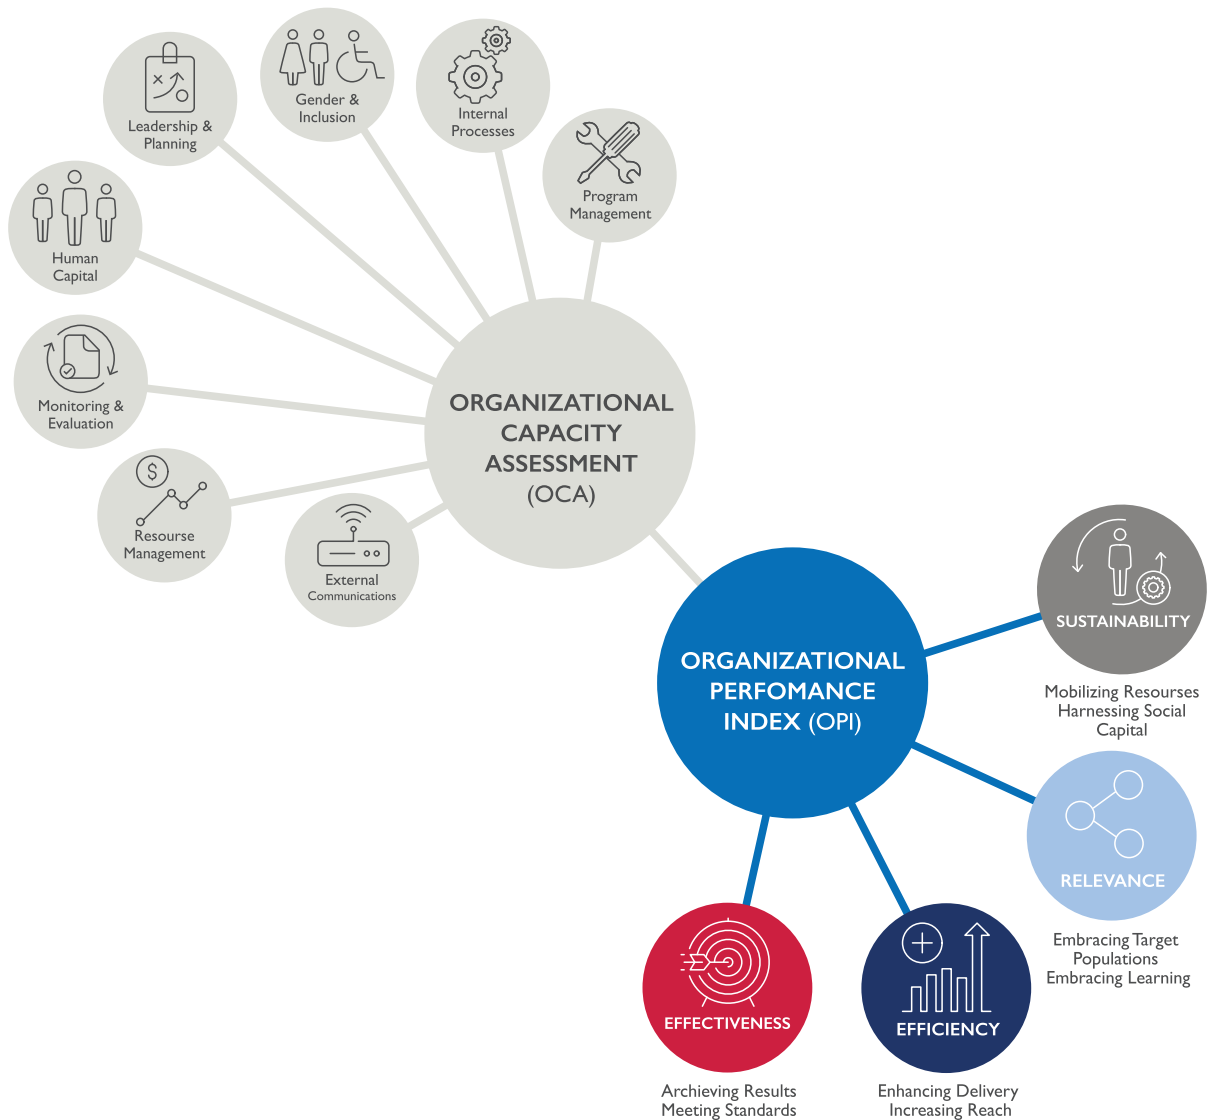 Gender &
Inclusion
Internal
Processes
Leadership &
Planning
Program
Management
Human
Capital
Monitoring &
Evaluation
Resourse
Management
External
Communications
ORGANIZATIONAL
CAPACITY
ASSESSMENT
(OCA)
ORGANIZATIONAL
PERFOMANCE
INDEX (OPI)
SUSTAINABILITY
Mobilizing Resourses
Harnessing Social
Capital
RELEVANCE
Embracing Target
Populations
Embracing Learning
EFFECTIVENESS
Archieving Results
Meeting Standards
EFFICIENCY
Enhancing Delivery
Increasing Reach